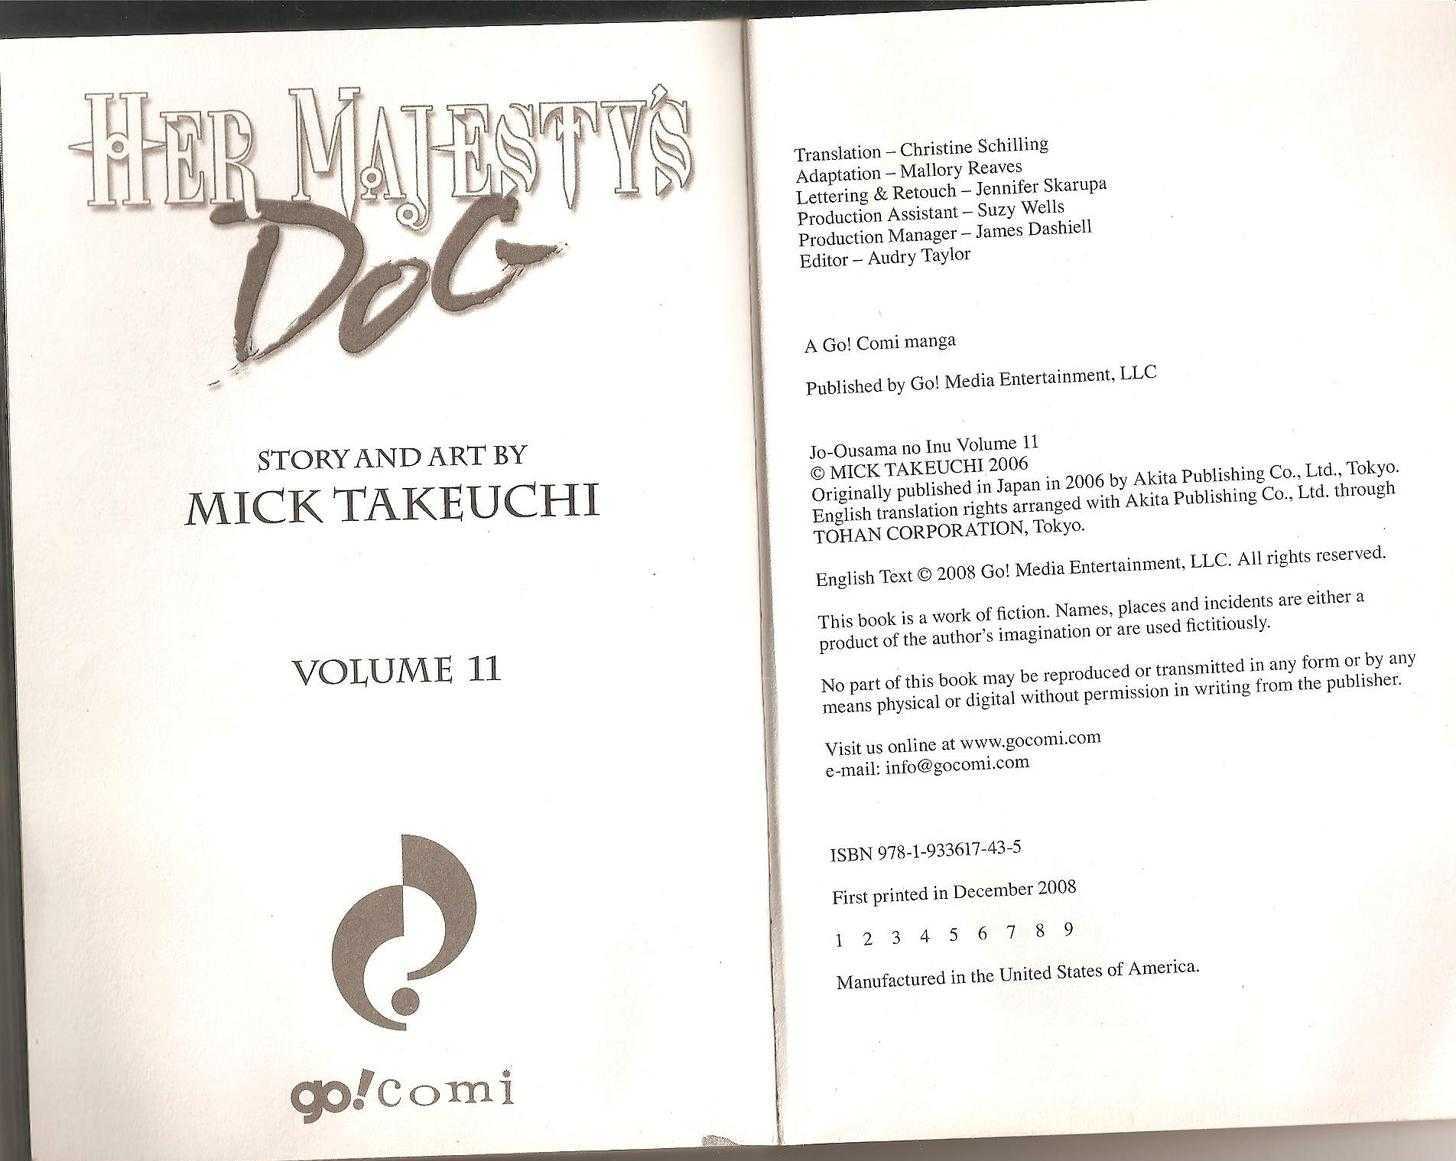 HER MAJESTY'S
DOG
STORY AND ART BY
MICK TAKEUCHI
VOLUME 11
go!comi
Translation – Christine Schilling
Adaptation – Mallory Reaves
Lettering & Retouch – Jennifer Skarupa
Production Assistant – Suzy Wells
Production Manager – James Dashiell
Editor – Audry Taylor
A Go! Comi manga
Published by Go! Media Entertainment, LLC
Jo-Ousama no Inu Volume 11
© MICK TAKEUCHI 2006
Originally published in Japan in 2006 by Akita Publishing Co., Ltd., Tokyo.
English translation rights arranged with Akita Publishing Co., Ltd. through
TOHAN CORPORATION, Tokyo.
English Text © 2008 Go! Media Entertainment, LLC. All rights reserved.
This book is a work of fiction. Names, places and incidents are either a
product of the author's imagination or are used fictitiously.
No part of this book may be reproduced or transmitted in any form or by any
means physical or digital without permission in writing from the publisher.
Visit us online at www.gocomi.com
e-mail: info@gocomi.com
ISBN 978-1-933617-43-5
First printed in December 2008
1 2 3 4 5 6 7 8 9
Manufactured in the United States of America.